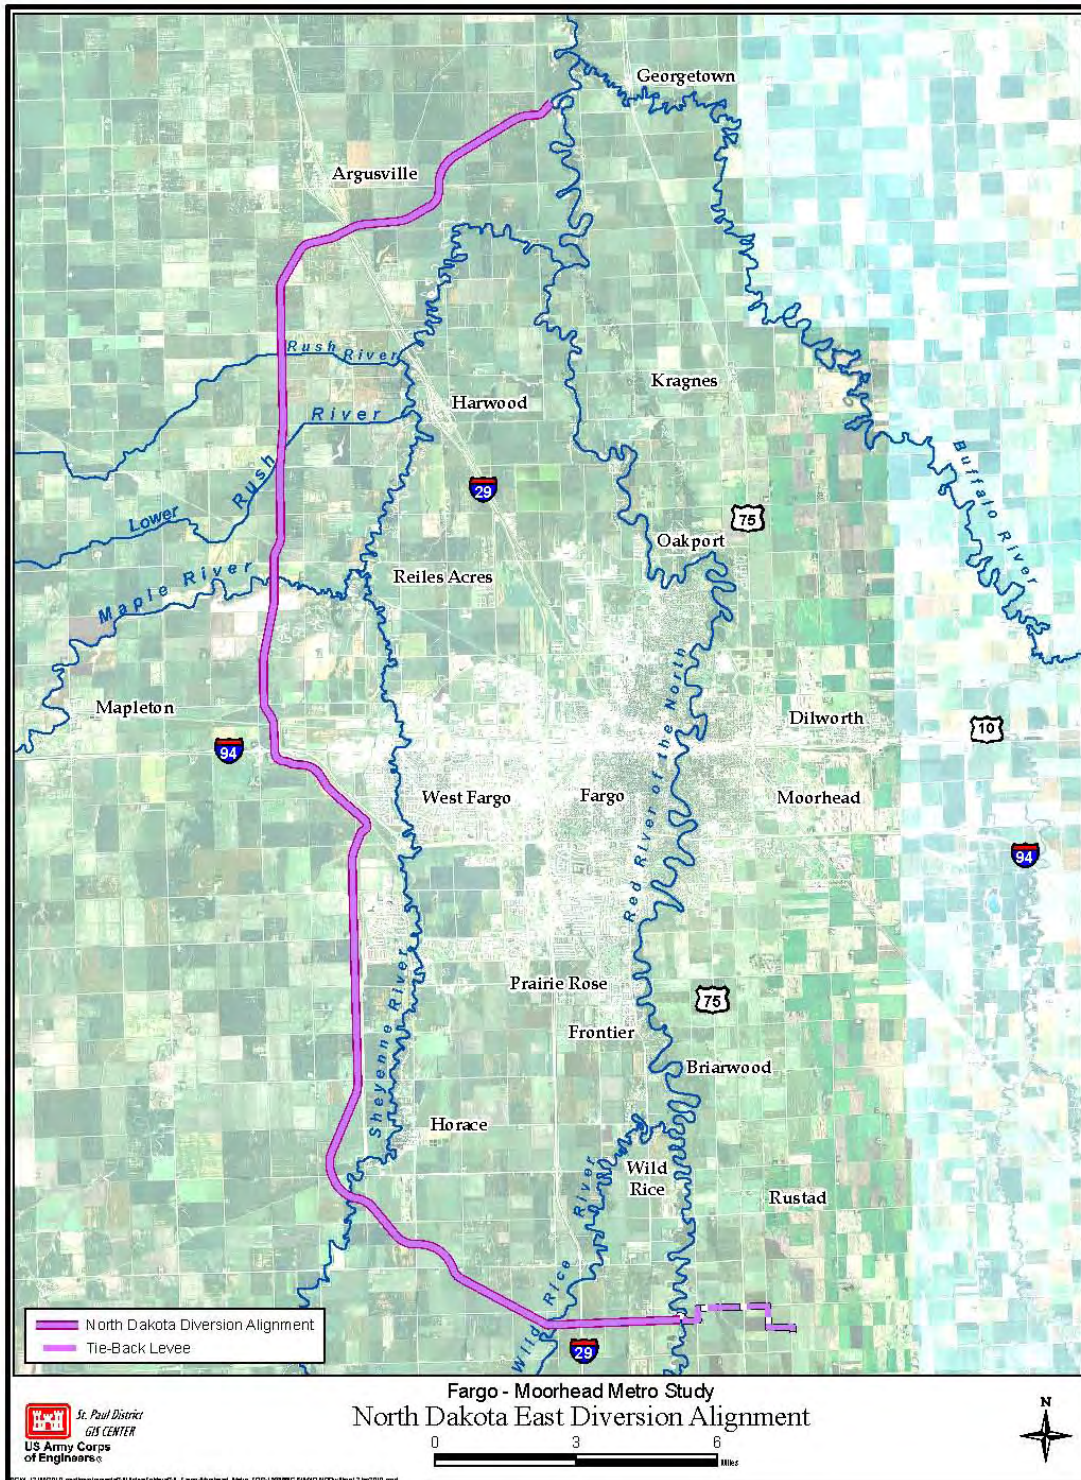 Georgetown
Argusville
Rush River
Kragnes
Harwood
River
Rush
Lower
29
Buffalo River
75
Oakport
Maple River
Reiles Acres
Mapleton
Red River of the North
Dilworth
10
94
West Fargo
Fargo
Moorhead
94
Sheyenne River
Prairie Rose
75
Frontier
Briarwood
Horace
Wild
Rice
Rustad
Wild Rice River
29
North Dakota Diversion Alignment
Tie-Back Levee
Fargo - Moorhead Metro Study
North Dakota East Diversion Alignment
St. Paul District
GIS CENTER
US Army Corps
of Engineers®
0 3 6
Miles
N